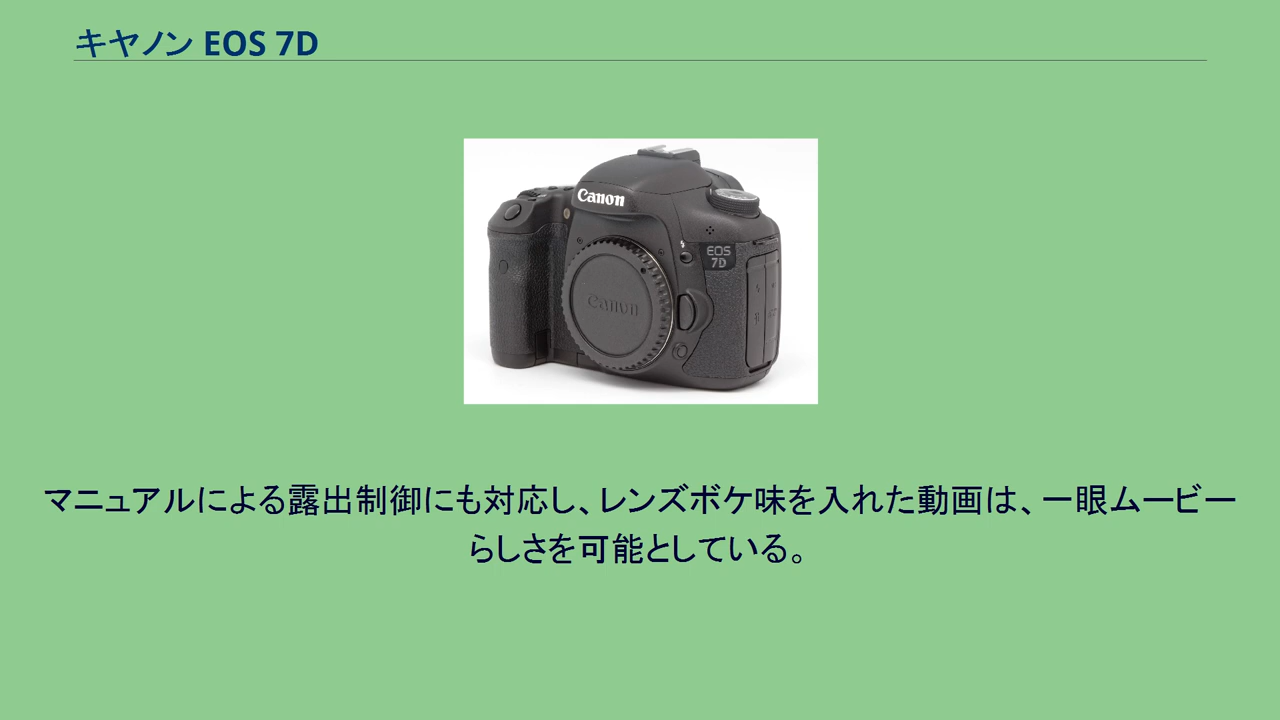 キヤノン EOS 7D
Canon
EOS
7D
Canon
マニュアルによる露出制御にも対応し、レンズボケ味を入れた動画は、一眼ムービー
らしさを可能としている。